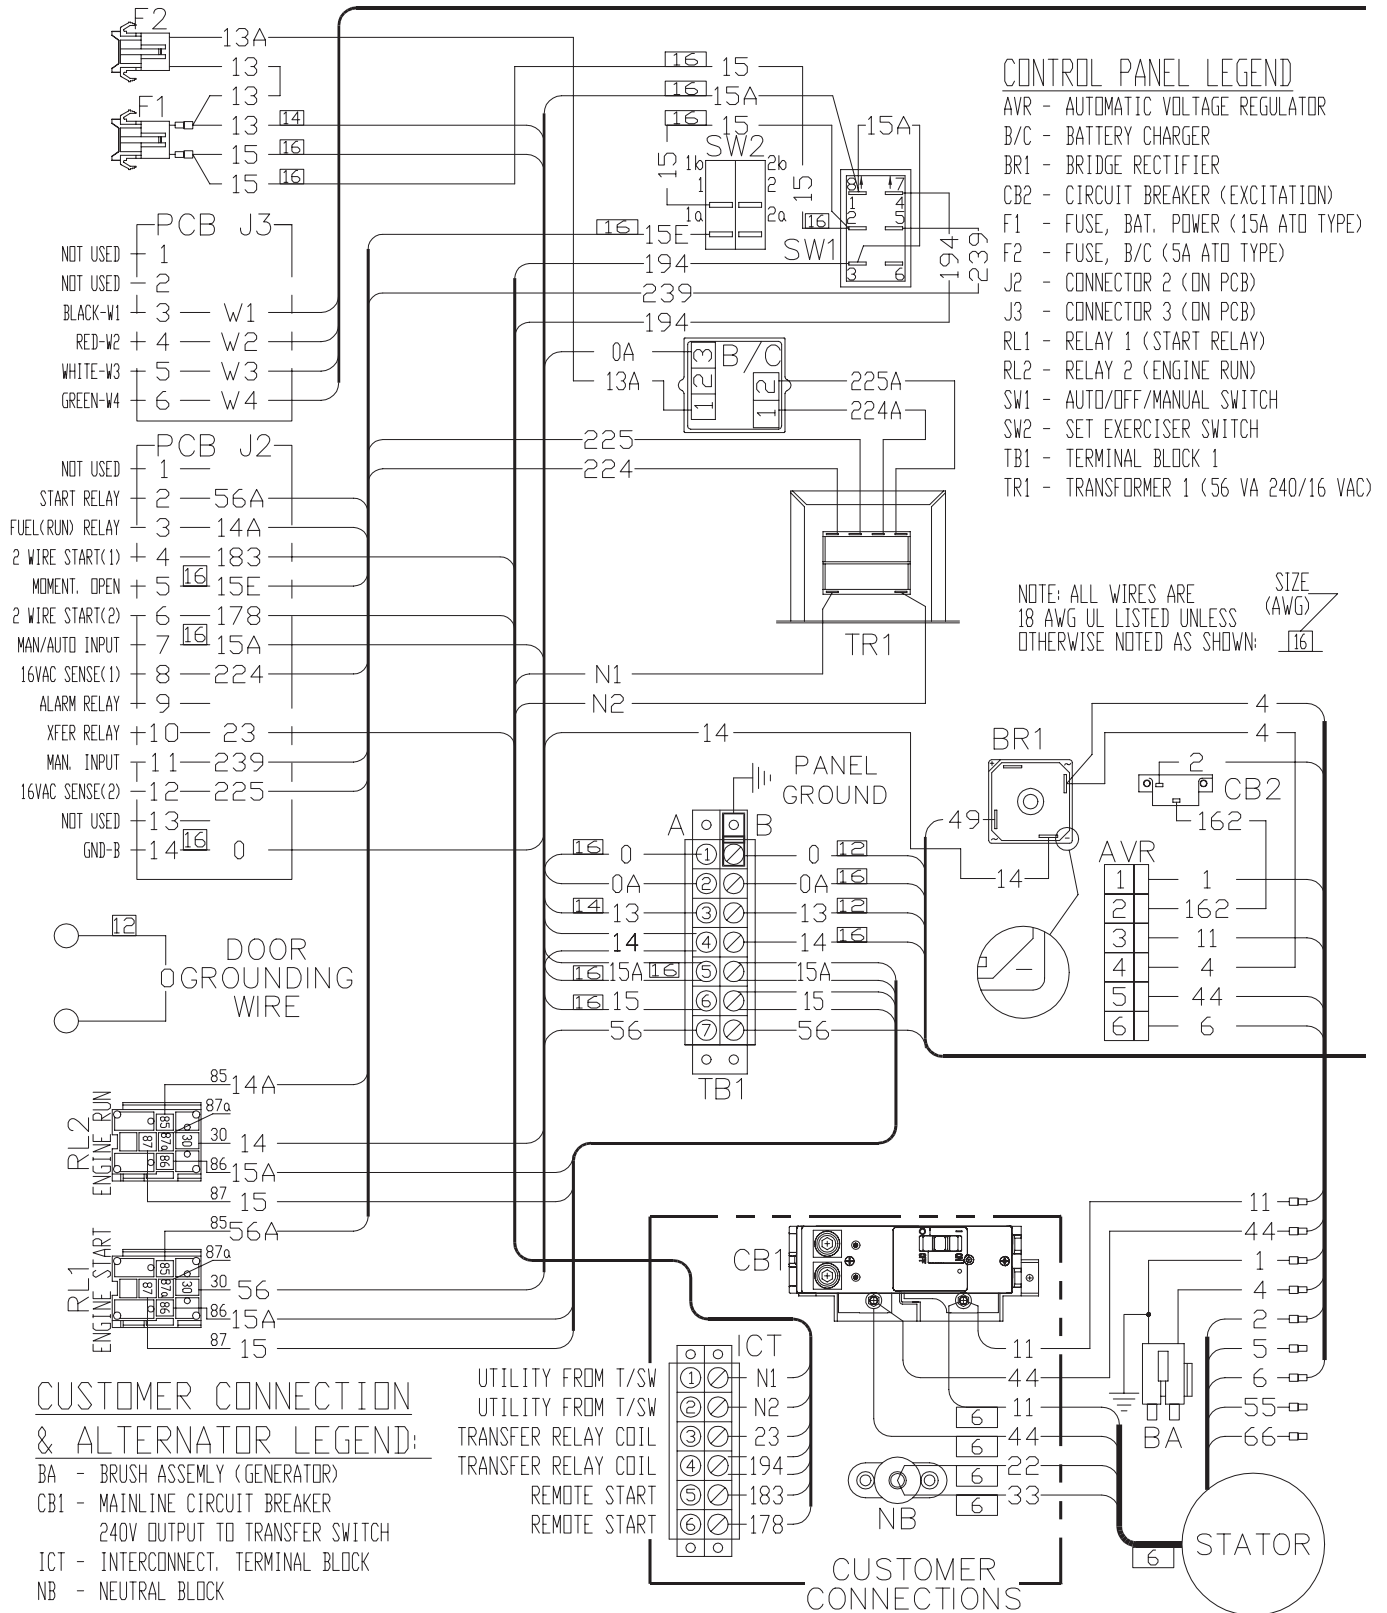 F2
13A
13
13
F1
13 14
15 16
15 16
PCB J3
NOT USED 1
NOT USED 2
BLACK-W1 3 W1
RED-W2 4 W2
WHITE-W3 5 W3
GREEN-W4 6 W4
PCB J2
NOT USED 1
START RELAY 2 56A
FUEL(RUN) RELAY 3 14A
2 WIRE START(1) 4 183
MOMENT. OPEN 5 16 15E
2 WIRE START(2) 6 178
MAN/AUTO INPUT 7 16 15A
16VAC SENSE(1) 8 224
ALARM RELAY 9
XFER RELAY 10 23
MAN. INPUT 11 239
16VAC SENSE(2) 12 225
NOT USED 13
GND-B 14 16 0
12
DOOR
0 GROUNDING
WIRE
16 15
16 15A
16 15
SW2
15
1b 2b
1 2
1a 2a
16 15E
15A
15
16
SW1
8 7
1 4
2 5
3 6
194
239
194
239
194
0A
13A
3
2
1
B/C
2
1
225A
224A
225
224
TR1
N1
N2
14
CONTROL PANEL LEGEND
AVR - AUTOMATIC VOLTAGE REGULATOR
B/C - BATTERY CHARGER
BR1 - BRIDGE RECTIFIER
CB2 - CIRCUIT BREAKER (EXCITATION)
F1 - FUSE, BAT. POWER (15A ATO TYPE)
F2 - FUSE, B/C (5A ATO TYPE)
J2 - CONNECTOR 2 (ON PCB)
J3 - CONNECTOR 3 (ON PCB)
RL1 - RELAY 1 (START RELAY)
RL2 - RELAY 2 (ENGINE RUN)
SW1 - AUTO/OFF/MANUAL SWITCH
SW2 - SET EXERCISER SWITCH
TB1 - TERMINAL BLOCK 1
TR1 - TRANSFORMER 1 (56 VA 240/16 VAC)
NOTE: ALL WIRES ARE
18 AWG UL LISTED UNLESS
OTHERWISE NOTED AS SHOWN:
SIZE
(AWG)
16
PANEL
GROUND
A B
16 0 1 0 12
0A 2 0A 16
14 13 3 13 12
14 4 14 16
16 15A 16 5 15A
16 15 6 15
56 7 56
TB1
BR1
49
14
4
4
2
CB2
162
AVR
1 1
2 162
3 11
4 4
5 44
6 6
RL2
ENGINE RUN
85 87a 30 87 86
85 14A
87a
30 14
86 15A
87 15
RL1
ENGINE START
85 87a 30 87 86
85 56A
87a
30 56
86 15A
87 15
CB1
OFF ON
11
44
6 11
6 44
6 22
6 33
NB
ICT
UTILITY FROM T/SW 1 N1
UTILITY FROM T/SW 2 N2
TRANSFER RELAY COIL 3 23
TRANSFER RELAY COIL 4 194
REMOTE START 5 183
REMOTE START 6 178
CUSTOMER
CONNECTIONS
11
44
1
4
2
5
6
55
66
BA
6
STATOR
CUSTOMER CONNECTION
& ALTERNATOR LEGEND:
BA - BRUSH ASSEMLY (GENERATOR)
CB1 - MAINLINE CIRCUIT BREAKER
240V OUTPUT TO TRANSFER SWITCH
ICT - INTERCONNECT. TERMINAL BLOCK
NB - NEUTRAL BLOCK